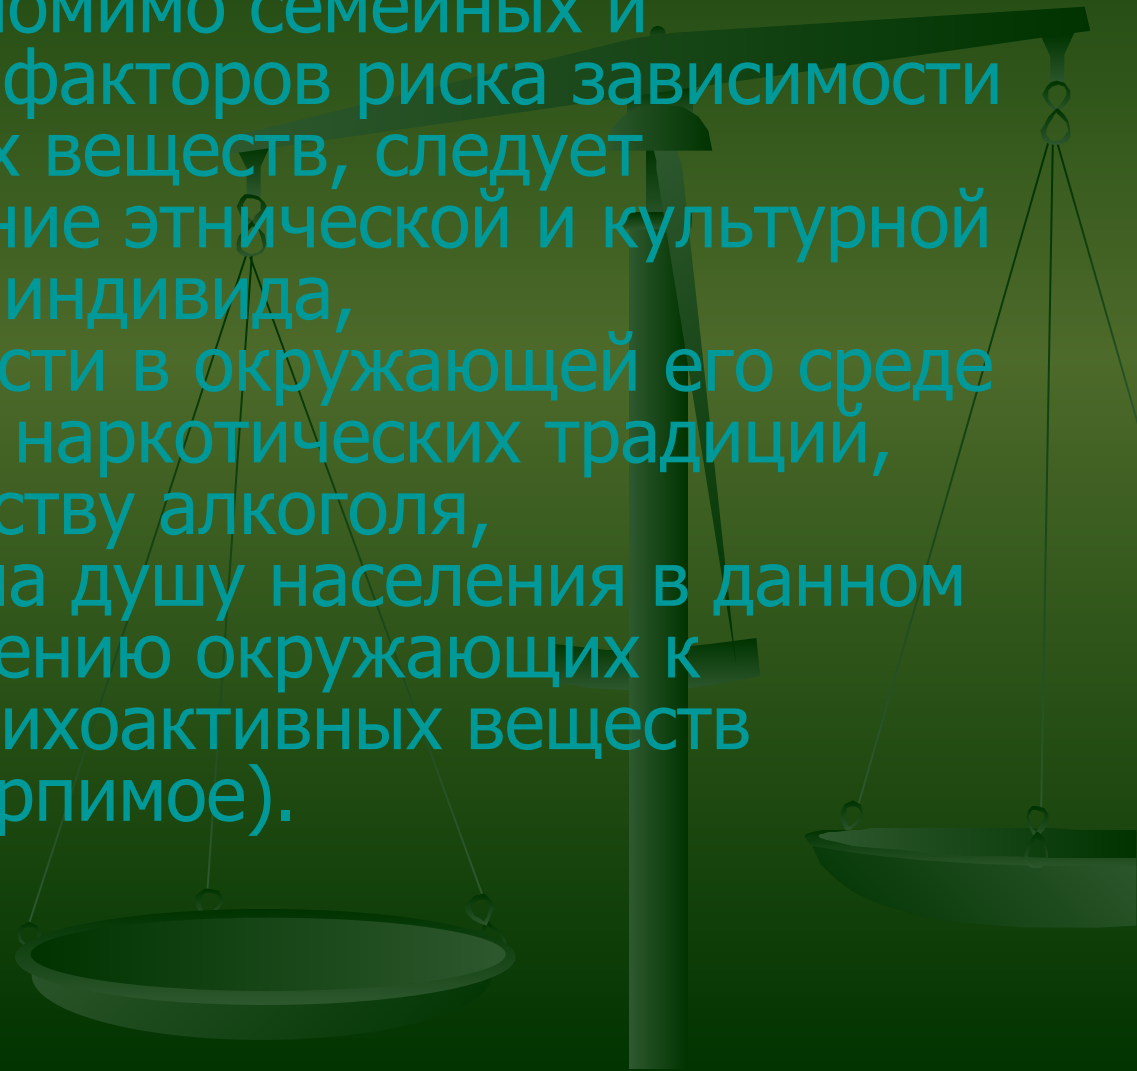 омимо семейных и
факторов риска зависимости
х веществ, следует
ние этнической и культурной
индивида,
сти в окружающей его среде
наркотических традиций,
ству алкоголя,
на душу населения в данном
ению окружающих к
ихоактивных веществ
рпимое).